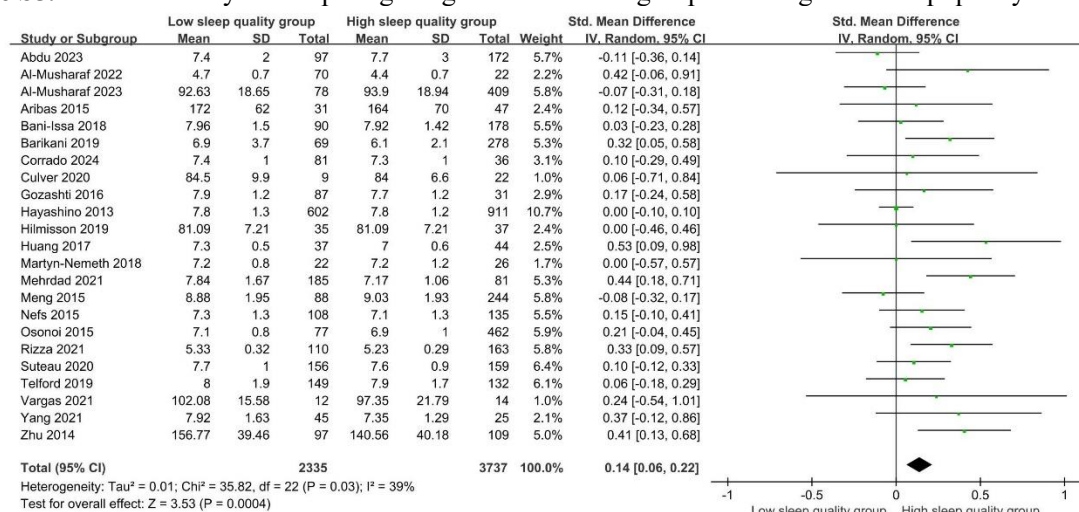 Low sleep quality group High sleep quality group Std. Mean Difference Std. Mean Difference
Study or Subgroup Mean SD Total Mean SD Total Weight IV, Random, 95% CI IV, Random, 95% CI
Abdu 2023 7.4 2 97 7.7 3 172 5.7% -0.11 [-0.36, 0.14]
Al-Musharaf 2022 4.7 0.7 70 4.4 0.7 22 2.2% 0.42 [-0.06, 0.91]
Al-Musharaf 2023 92.63 18.65 78 93.9 18.94 409 5.8% -0.07 [-0.31, 0.18]
Aribas 2015 172 62 31 164 70 47 2.4% 0.12 [-0.34, 0.57]
Bani-Issa 2018 7.96 1.5 90 7.92 1.42 178 5.5% 0.03 [-0.23, 0.28]
Barikani 2019 6.9 3.7 69 6.1 2.1 278 5.3% 0.32 [0.05, 0.58]
Corrado 2024 7.4 1 81 7.3 1 36 3.1% 0.10 [-0.29, 0.49]
Culver 2020 84.5 9.9 9 84 6.6 22 1.0% 0.06 [-0.71, 0.84]
Gozashti 2016 7.9 1.2 87 7.7 1.2 31 2.9% 0.17 [-0.24, 0.58]
Hayashino 2013 7.8 1.3 602 7.8 1.2 911 10.7% 0.00 [-0.10, 0.10]
Hilmisson 2019 81.09 7.21 35 81.09 7.21 37 2.4% 0.00 [-0.46, 0.46]
Huang 2017 7.3 0.5 37 7 0.6 44 2.5% 0.53 [0.09, 0.98]
Martyn-Nemeth 2018 7.2 0.8 22 7.2 1.2 26 1.7% 0.00 [-0.57, 0.57]
Mehrdad 2021 7.84 1.67 185 7.17 1.06 81 5.3% 0.44 [0.18, 0.71]
Meng 2015 8.88 1.95 88 9.03 1.93 244 5.8% -0.08 [-0.32, 0.17]
Nefs 2015 7.3 1.3 108 7.1 1.3 135 5.6% 0.15 [-0.10, 0.41]
Osonoi 2015 7.1 0.8 77 6.9 1 462 5.8% 0.21 [-0.04, 0.45]
Rizza 2021 5.33 0.32 110 5.23 0.29 163 5.8% 0.33 [0.09, 0.57]
Suteau 2020 7.7 1 156 7.6 0.9 159 6.4% 0.10 [-0.12, 0.33]
Telford 2019 8 1.9 149 7.9 1.7 132 6.1% 0.06 [-0.18, 0.29]
Vargas 2021 102.08 15.58 12 97.35 21.79 14 1.0% 0.24 [-0.54, 1.01]
Yang 2021 7.92 1.63 45 7.35 1.29 25 2.1% 0.37 [-0.12, 0.86]
Zhu 2014 156.77 39.46 97 140.56 40.18 109 5.0% 0.41 [0.13, 0.68]
Total (95% CI) 2335 3737 100.0% 0.14 [0.06, 0.22]
Heterogeneity: Tau² = 0.01; Chi² = 35.82, df = 22 (P = 0.03); I² = 39%
Test for overall effect: Z = 3.53 (P = 0.0004)
-1 -0.5 0 0.5 1
Low sleep quality group High sleep quality group